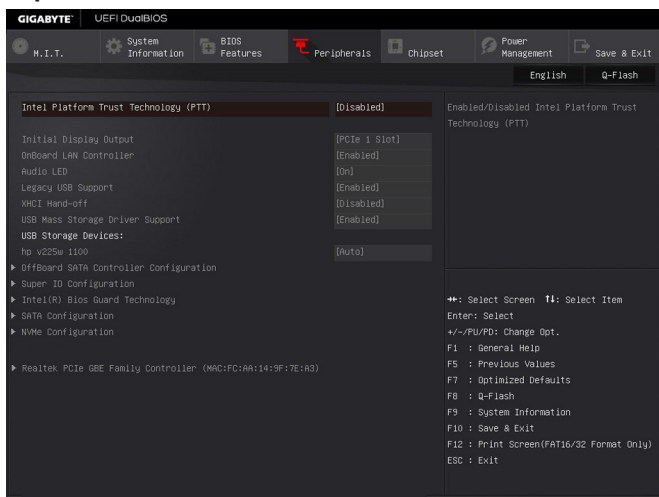 GIGABYTE™ UEFI DualBIOS
M.I.T. System Information BIOS Features Peripherals Chipset Power Management Save & Exit
English Q-Flash
Intel Platform Trust Technology (PTT) [Disabled]
Initial Display Output [PCIe 1 Slot]
OnBoard LAN Controller [Enabled]
Audio LED [On]
Legacy USB Support [Enabled]
XHCI Hand-off [Disabled]
USB Mass Storage Driver Support [Enabled]
USB Storage Devices:
hp v225w 1100 [Auto]
OffBoard SATA Controller Configuration
Super IO Configuration
Intel(R) Bios Guard Technology
SATA Configuration
NVMe Configuration
Realtek PCIe GBE Family Controller (MAC:FC:AA:14:9F:7E:A3)
Enabled/Disabled Intel Platform Trust
Technology (PTT)
→←: Select Screen ↑↓: Select Item
Enter: Select
+/-/PU/PD: Change Opt.
F1 : General Help
F5 : Previous Values
F7 : Optimized Defaults
F8 : Q-Flash
F9 : System Information
F10 : Save & Exit
F12 : Print Screen(FAT16/32 Format Only)
ESC : Exit